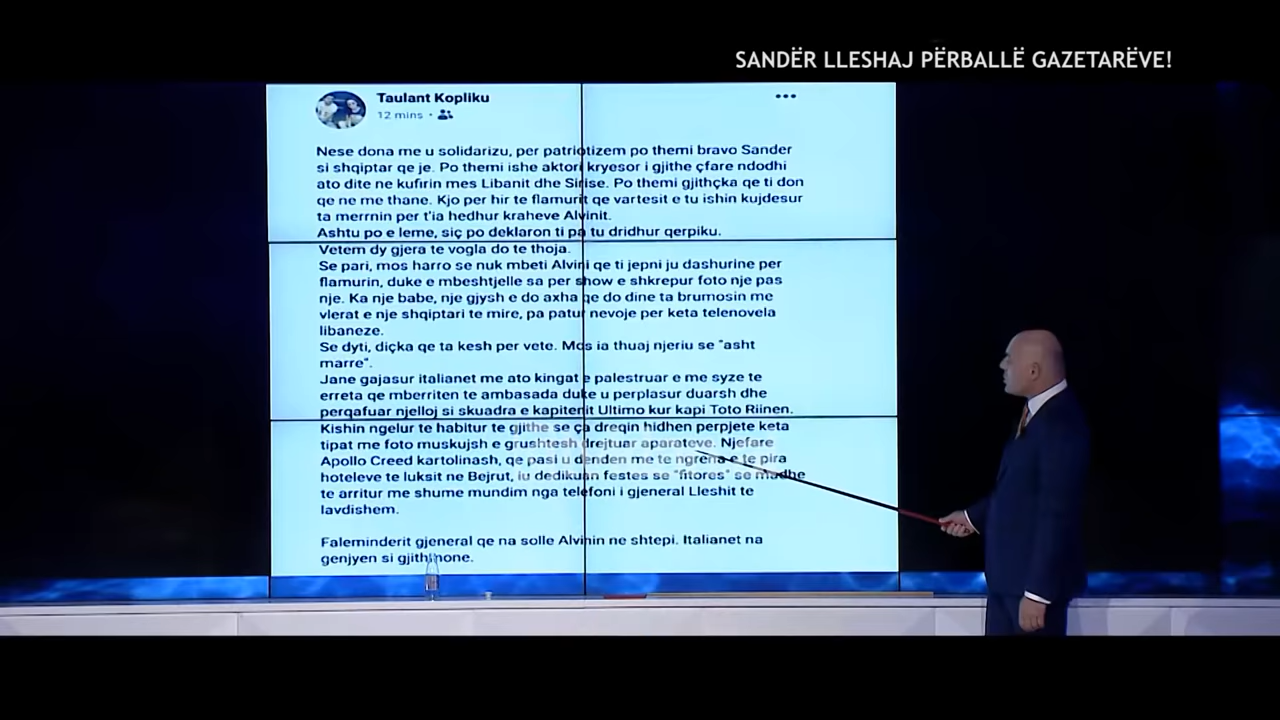 SANDËR LLESHAJ PËRBALLË GAZETARËVE!
Taulant Kopliku
12 mins ·
Nese dona me u solidarizu, per patriotizem po themi bravo Sander
si shqiptar qe je. Po themi ishe aktori kryesor i gjithe çfare ndodhi
ato dite ne kufirin mes Libanit dhe Sirise. Po themi gjithçka qe ti don
qe ne me thane. Kjo per hir te flamurit qe vartesit e tu ishin kujdesur
ta merrnin per t'ia hedhur kraheve Alvinit.
Ashtu po e leme, siç po deklaron ti pa tu dridhur qerpiku.
Vetem dy gjera te vogla do te thoja.
Se pari, mos harro se nuk mbeti Alvini qe ti jepni ju dashurine per
flamurin, duke e mbeshtjelle sa per show e shkrepur foto nje pas
nje. Ka nje babe, nje gjysh e do axha qe do dine ta brumosin me
vlerat e nje shqiptari te mire, pa patur nevoje per keta telenovela
libaneze.
Se dyti, diçka qe ta kesh per vete. Mos ia thuaj njeriu se "asht
marre".
Jane gajasur italianet me ato kingat e palestruar e me syze te
erreta qe mberriten te ambasada duke u perplasur duarsh dhe
perqafuar njelloj si skuadra e kapitenit Ultimo kur kapi Toto Riinen.
Kishin ngelur te habitur te gjithe se ça dreqin hidhen perpjete keta
tipat me foto muskujsh e grushtesh drejtuar aparateve. Njefare
Apollo Creed kartolinash, qe pasi u denden me te ngrena e te pira
hoteleve te luksit ne Bejrut, iu dedikuan festes se "fitores" se madhe
te arritur me shume mundim nga telefoni i gjeneral Lleshit te
lavdishem.
Faleminderit gjeneral qe na solle Alvinin ne shtepi. Italianet na
genjyen si gjithmone.